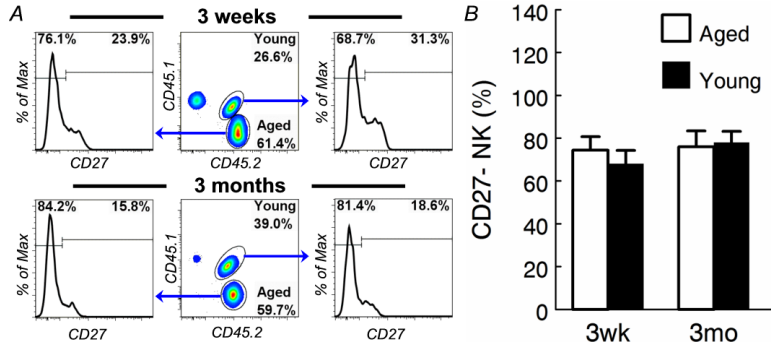 A
3 weeks
76.1% 23.9%
% of Max
CD27
CD45.1
Young
26.6%
Aged
61.4%
CD45.2
68.7% 31.3%
% of Max
CD27
3 months
84.2% 15.8%
% of Max
CD27
CD45.1
Young
39.0%
Aged
59.7%
CD45.2
81.4% 18.6%
% of Max
CD27
B
CD27- NK (%)
140
120
100
80
60
40
20
0
Aged
Young
3wk 3mo